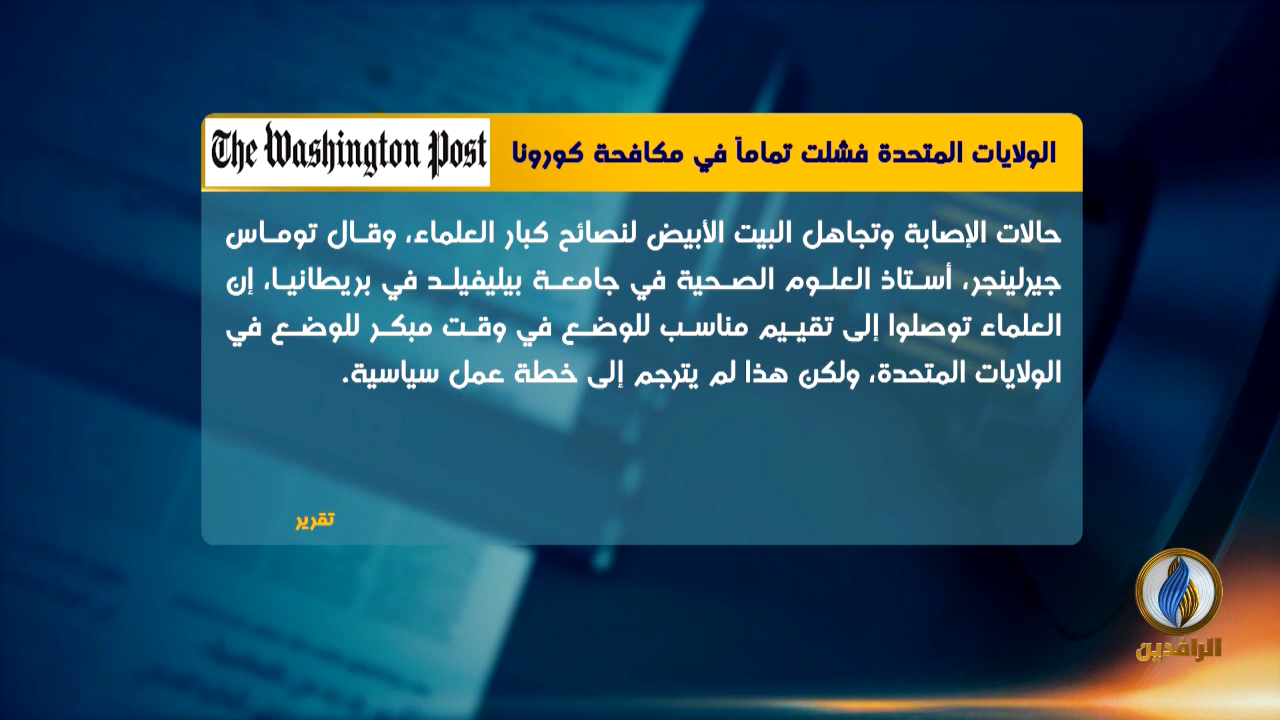 الولايات المتحدة فشلت تماماً في مكافحة كورونا
The Washington Post
حالات الإصابة وتجاهل البيت الأبيض لنصائح كبار العلماء، وقال توماس
جيرلينجر، أستاذ العلوم الصحية في جامعة بيليفيلد في بريطانيا، إن
العلماء توصلوا إلى تقييم مناسب للوضع في وقت مبكر للوضع في
الولايات المتحدة، ولكن هذا لم يترجم إلى خطة عمل سياسية.
تقرير
الرافدين